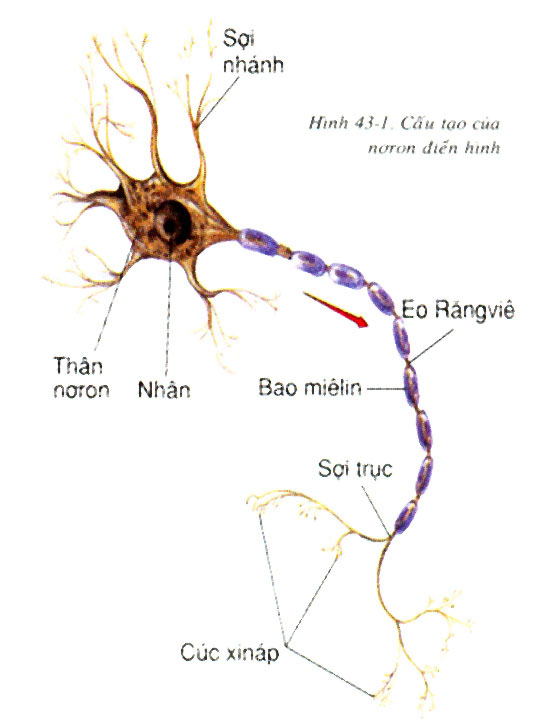 Sợi
nhánh
Hình 43-1. Cấu tạo của
nơron điển hình
Eo Răngviê
Thân
nơron
Nhân
Bao miêlin
Sợi trục
Cúc xináp